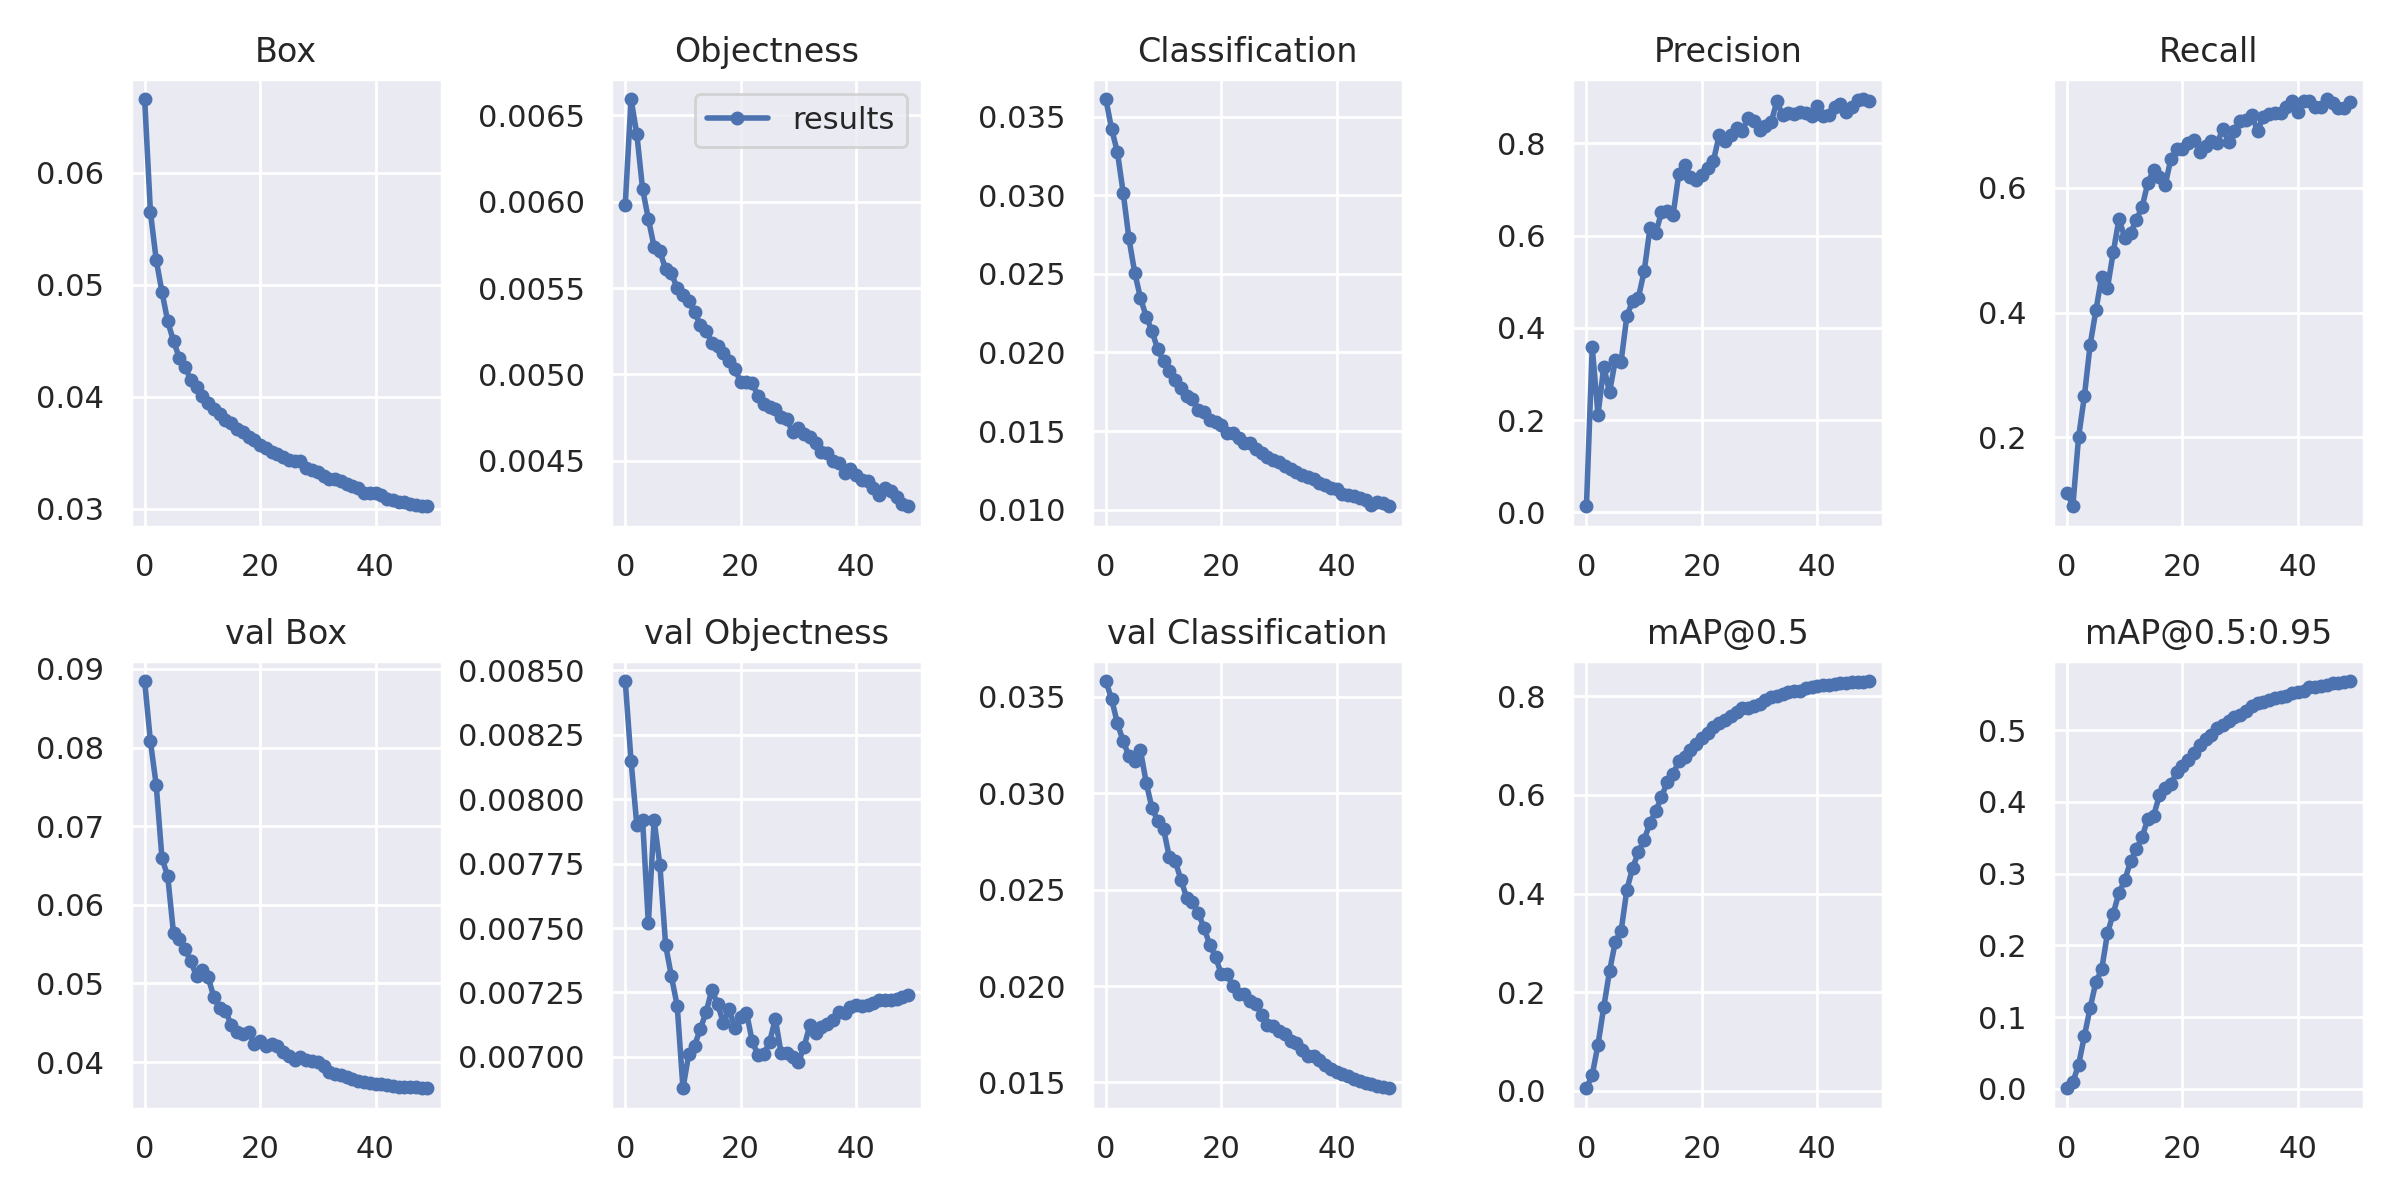 Box
Objectness
Classification
Precision
Recall
0.06
0.05
0.04
0.03
0 20 40
results
0.0065
0.0060
0.0055
0.0050
0.0045
0 20 40
0.035
0.030
0.025
0.020
0.015
0.010
0 20 40
0.8
0.6
0.4
0.2
0.0
0 20 40
0.6
0.4
0.2
0 20 40
val Box
val Objectness
val Classification
mAP@0.5
mAP@0.5:0.95
0.09
0.08
0.07
0.06
0.05
0.04
0 20 40
0.00850
0.00825
0.00800
0.00775
0.00750
0.00725
0.00700
0 20 40
0.035
0.030
0.025
0.020
0.015
0 20 40
0.8
0.6
0.4
0.2
0.0
0 20 40
0.5
0.4
0.3
0.2
0.1
0.0
0 20 40